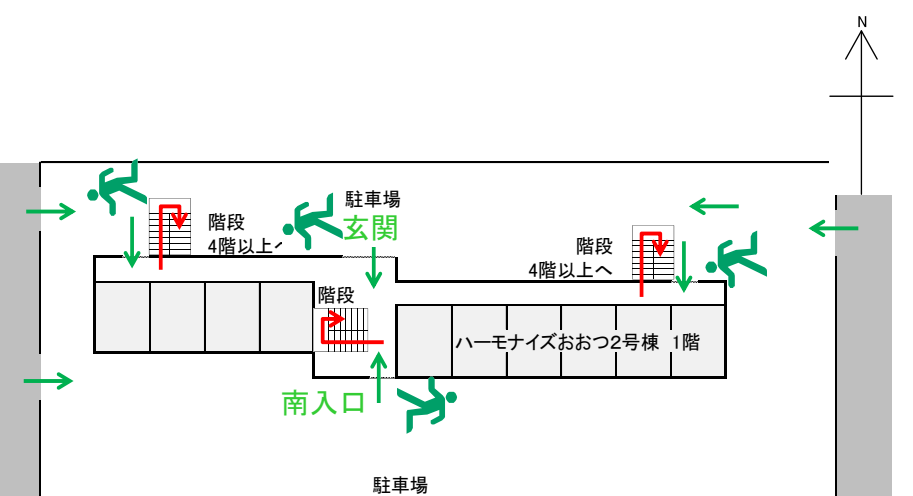 N
駐車場
玄関
階段
4階以上へ
階段
4階以上へ
階段
ハーモナイズおおつ2号棟 1階
南入口
駐車場